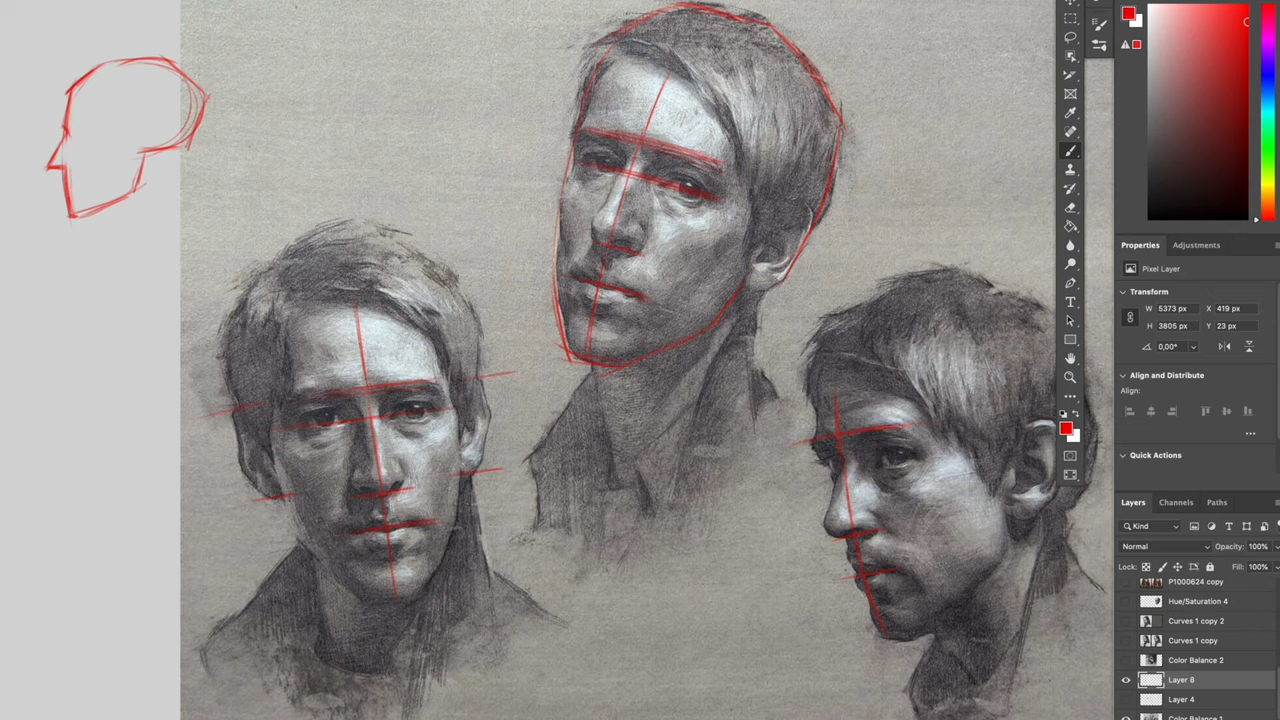 Properties Adjustments
Pixel Layer
Transform
W 5373 px X 419 px
H 3805 px Y 23 px
0,00°
Align and Distribute
Align:
Quick Actions
Layers Channels Paths
Kind
Normal Opacity: 100%
Lock: Fill: 100%
P1000624 copy
Hue/Saturation 4
Curves 1 copy 2
Curves 1 copy
Color Balance 2
Layer 8
Layer 4
Color Balance 1